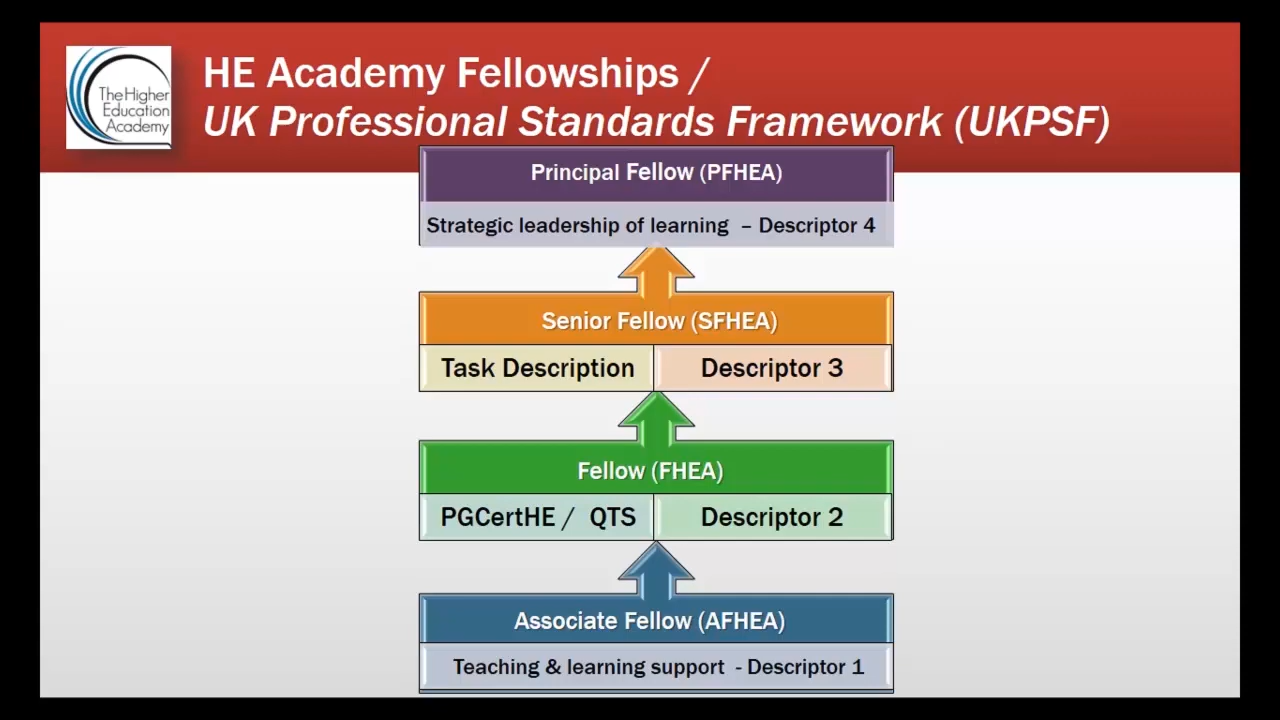 The Higher
Education
Academy
HE Academy Fellowships /
UK Professional Standards Framework (UKPSF)
Principal Fellow (PFHEA)
Strategic leadership of learning – Descriptor 4
Senior Fellow (SFHEA)
Task Description Descriptor 3
Fellow (FHEA)
PGCertHE / QTS Descriptor 2
Associate Fellow (AFHEA)
Teaching & learning support - Descriptor 1